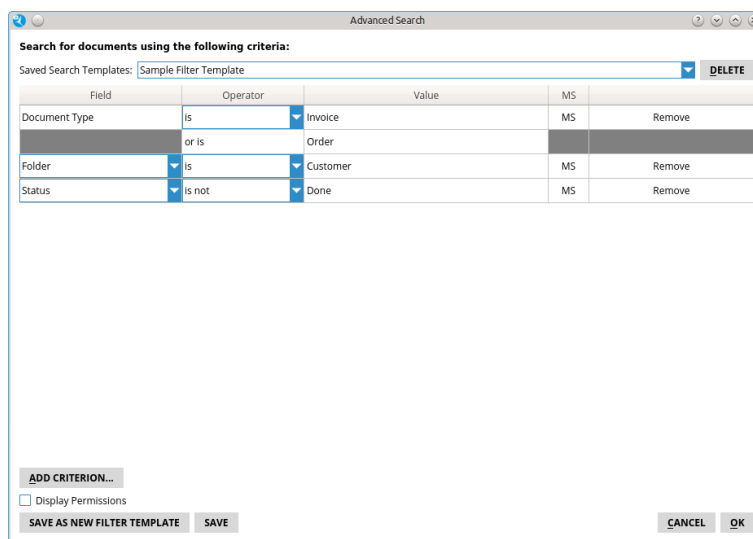 Advanced Search
Search for documents using the following criteria:
Saved Search Templates: Sample Filter Template DELETE
Field Operator Value MS
Document Type is Invoice MS Remove
or is Order
Folder is Customer MS Remove
Status is not Done MS Remove
ADD CRITERION...
Display Permissions
SAVE AS NEW FILTER TEMPLATE SAVE CANCEL OK